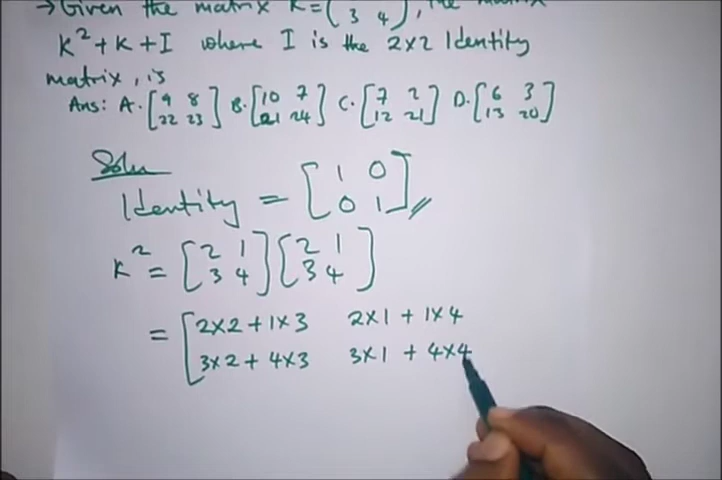 → Given the matrix K = ( 3 4 ), the matrix
K² + K + I where I is the 2x2 Identity
matrix, is
Ans: A. [9 8 B. [10 7 C. [7 2 D. [6 3
22 23] 21 24] 12 21] 13 20]
Soln
Identity = [1 0
0 1]//
K² = [2 1 [2 1
3 4] 3 4]
= [2x2 + 1x3 2x1 + 1x4
3x2 + 4x3 3x1 + 4x4